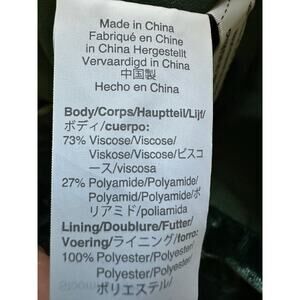 Made in China
Fabriqué en Chine
in China Hergestellt
Vervaardigd in China
中国製
Hecho en China
Body/Corps/Hauptteil/Lijf/
ボディ/cuerpo:
73% Viscose/Viscose/
Viskose/Viscose/ビスコ
ース/viscosa
27% Polyamide/Polyamide/
Polyamid/Polyamide/ポ
リアミド/poliamida
Lining/Doublure/Futter/
Voering/ライニング/forro:
100% Polyester/Polyester/
Polyester/Polyester/
ポリエステル/